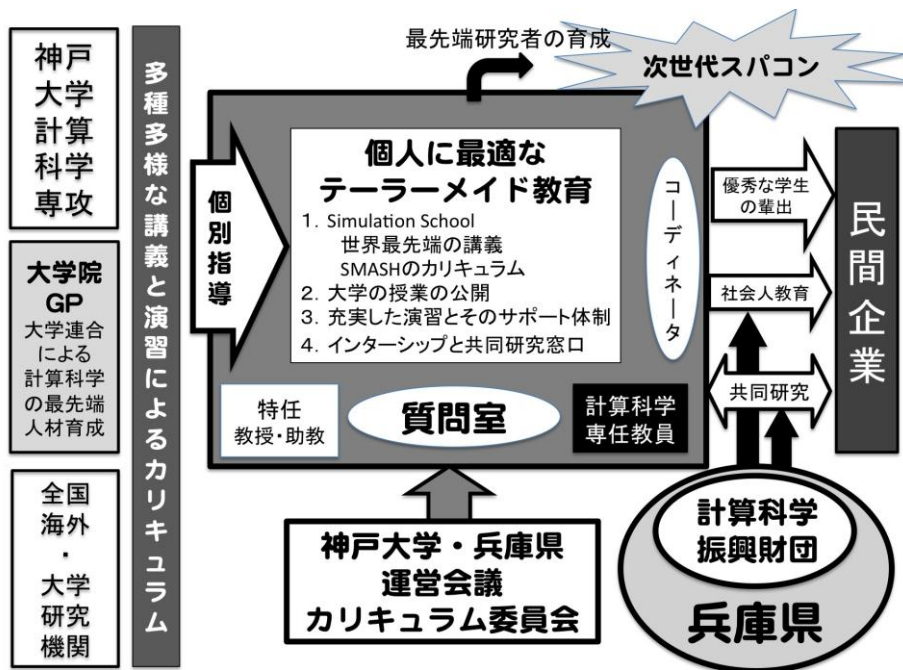 神戸
大学
計算
科学
専攻
大学院
GP
大学連合
による
計算科学
の最先端
人材育成
全国
海外
・
大学
研究
機関
多種多様な講義と演習によるカリキュラム
個別指導
最先端研究者の育成
次世代スパコン
個人に最適な
テーラーメイド教育
1. Simulation School
世界最先端の講義
SMASHのカリキュラム
2. 大学の授業の公開
3. 充実した演習とそのサポート体制
4. インターシップと共同研究窓口
コーディネータ
特任
教授・助教
質問室
計算科学
専任教員
優秀な学生
の輩出
社会人教育
共同研究
民間企業
神戸大学・兵庫県
運営会議
カリキュラム委員会
計算科学
振興財団
兵庫県